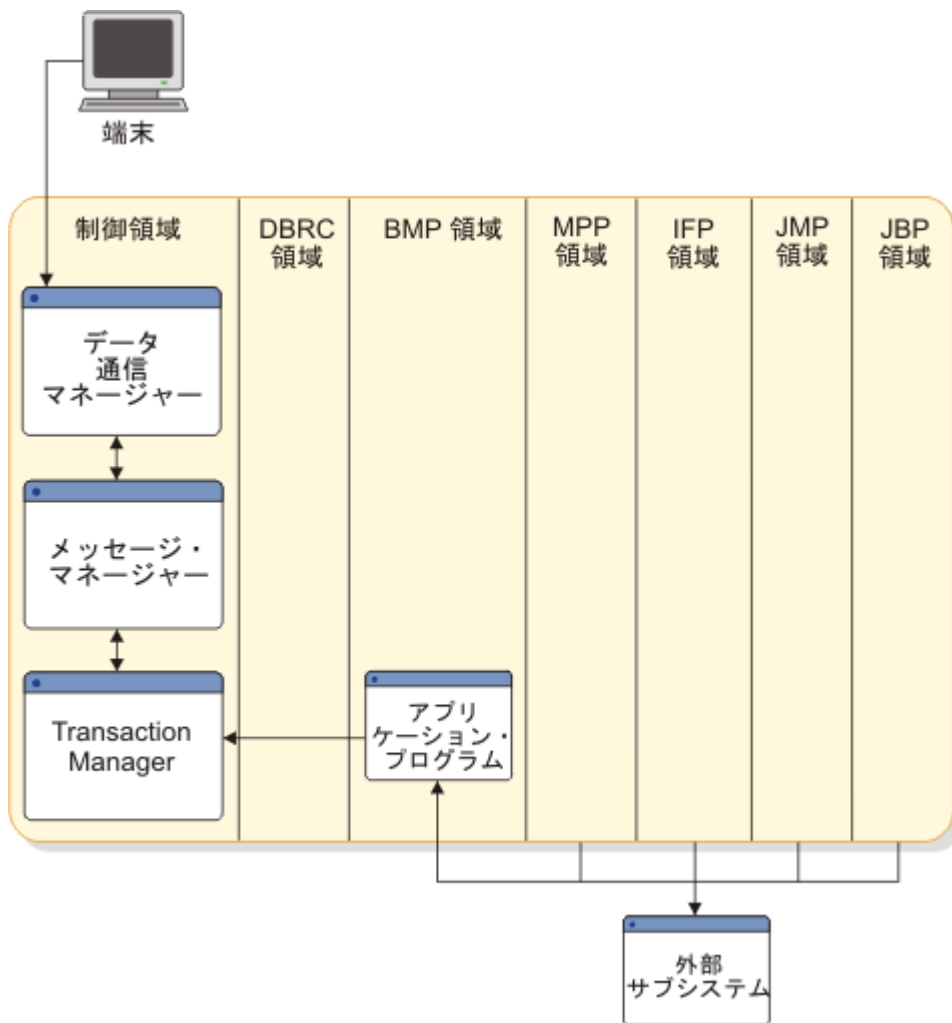 端末
制御領域
DBRC
領域
BMP 領域
MPP
領域
IFP
領域
JMP
領域
JBP
領域
データ
通信
マネージャー
メッセージ・
マネージャー
Transaction
Manager
アプリ
ケーション・
プログラム
外部
サブシステム